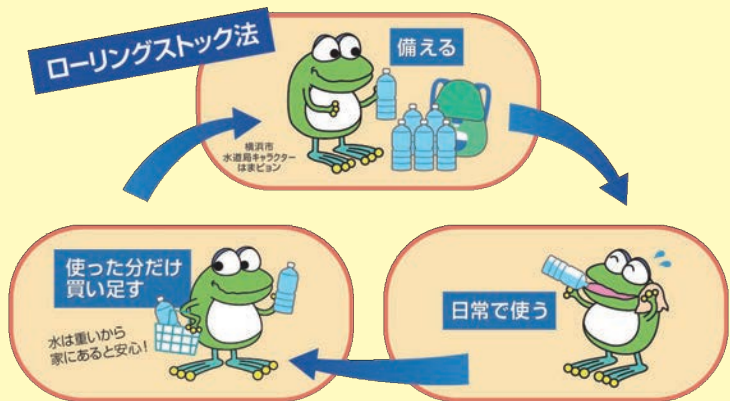 ローリングストック法
備える
横浜市
水道局キャラクター
はまピョン
日常で使う
使った分だけ
買い足す
水は重いから
家にあると安心!